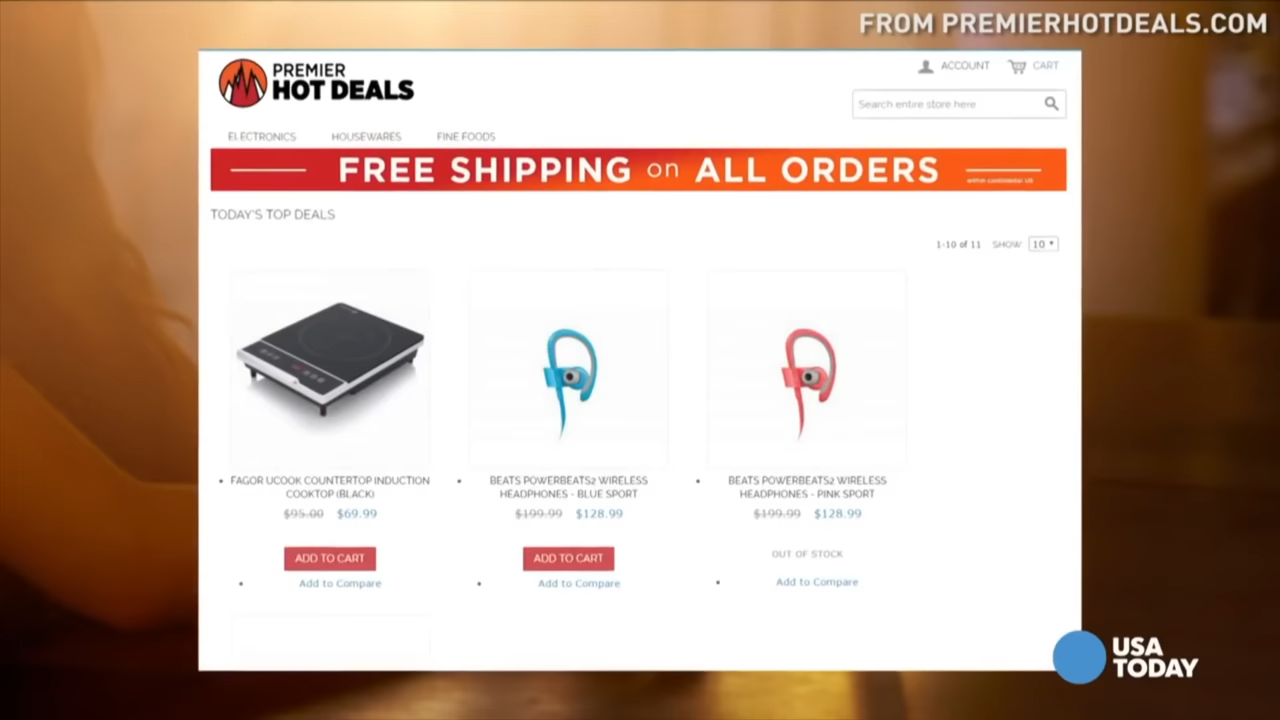 FROM PREMIERHOTDEALS.COM
PREMIER
HOT DEALS
ACCOUNT
CART
Search entire store here
ELECTRONICS
HOUSEWARES
FINE FOODS
FREE SHIPPING on ALL ORDERS
within continental US
TODAY'S TOP DEALS
1-10 of 11 SHOW 10
FAGOR UCOOK COUNTERTOP INDUCTION
COOKTOP (BLACK)
$95.00 $69.99
ADD TO CART
Add to Compare
BEATS POWERBEATS2 WIRELESS
HEADPHONES - BLUE SPORT
$199.99 $128.99
ADD TO CART
Add to Compare
BEATS POWERBEATS2 WIRELESS
HEADPHONES - PINK SPORT
$199.99 $128.99
OUT OF STOCK
Add to Compare
USA
TODAY